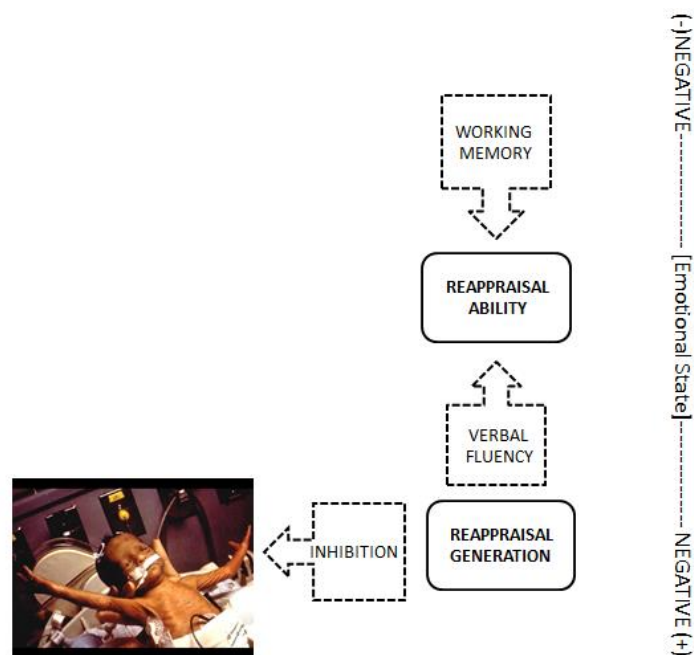 WORKING
MEMORY
REAPPRAISAL
ABILITY
VERBAL
FLUENCY
INHIBITION
REAPPRAISAL
GENERATION
(-)NEGATIVE--------------- [Emotional State]--------------- NEGATIVE (+)